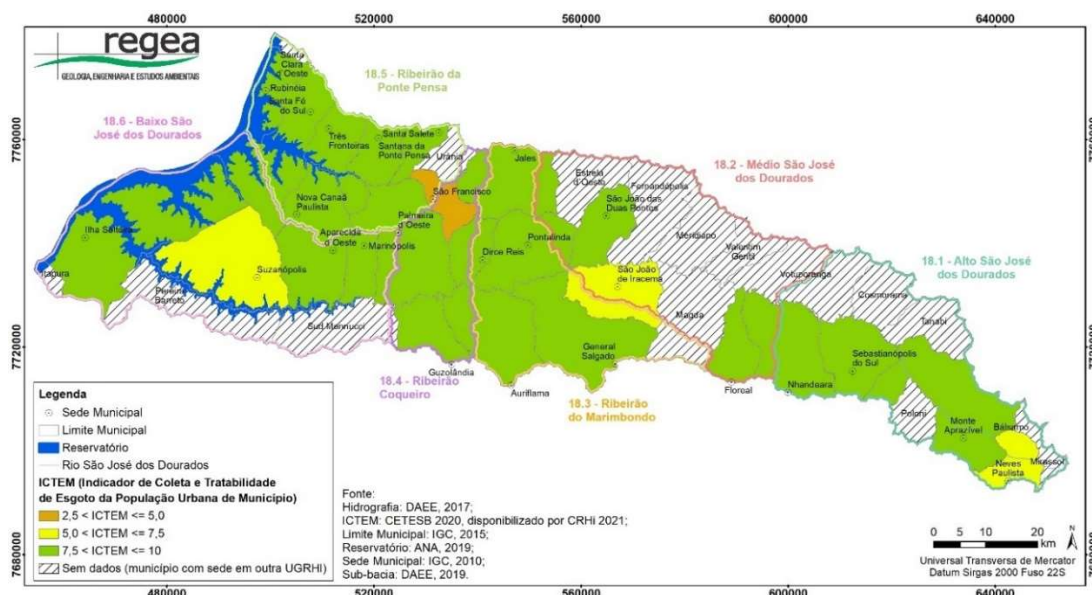 480000 520000 560000 600000 640000
regea
GEOLOGIA, ENGENHARIA E ESTUDOS AMBIENTAIS
Santa
Clara
d Oeste
Rubinéia
Santa Fé
do Sul
18.5 - Ribeirão da
Ponte Pensa
18.6 - Baixo São
José dos Dourados
7760000
7760000
Três
Fronteiras
Santa Salete
Santana da
Ponte Pensa
Urânia
Jales
18.2 - Médio São José
dos Dourados
Estrela
d Oeste
Fernandópolis
São Francisco
São João das
Duas Pontes
Nova Canaã
Paulista
Palmeira
d Oeste
Ilha Solteira
Aparecida
d Oeste
Marinópolis
Dirce Reis
Pontalinda
Meridiano
Valentim
Gentil
18.1 - Alto São José
dos Dourados
Itapura
Suzanápolis
São João
de Iracema
Votuporanga
Cosmorama
Pereira
Barreto
Magda
Tanabi
Sud Mennucci
7720000
7720000
General
Salgado
Sebastianópolis
do Sul
Guzolândia
18.4 - Ribeirão
Coqueiro
Auriflama
18.3 - Ribeirão
do Marimbondo
Floreal
Nhandeara
Poloni
Monte
Aprazível
Bálsamo
Neves
Paulista
Mirassol
Legenda
Sede Municipal
Limite Municipal
Reservatório
Rio São José dos Dourados
ICTEM (Indicador de Coleta e Tratabilidade
de Esgoto da População Urbana de Município)
2,5 < ICTEM <= 5,0
5,0 < ICTEM <= 7,5
7,5 < ICTEM <= 10
Sem dados (município com sede em outra UGRHI)
Fonte:
Hidrografia: DAEE, 2017;
ICTEM: CETESB 2020, disponibilizado por CRHi 2021;
Limite Municipal: IGC, 2015;
Reservatório: ANA, 2019;
Sede Municipal: IGC, 2010;
Sub-bacia: DAEE, 2019.
0 5 10 20
km
N
Universal Transversa de Mercator
Datum Sirgas 2000 Fuso 22S
7680000
7680000
480000 520000 560000 600000 640000